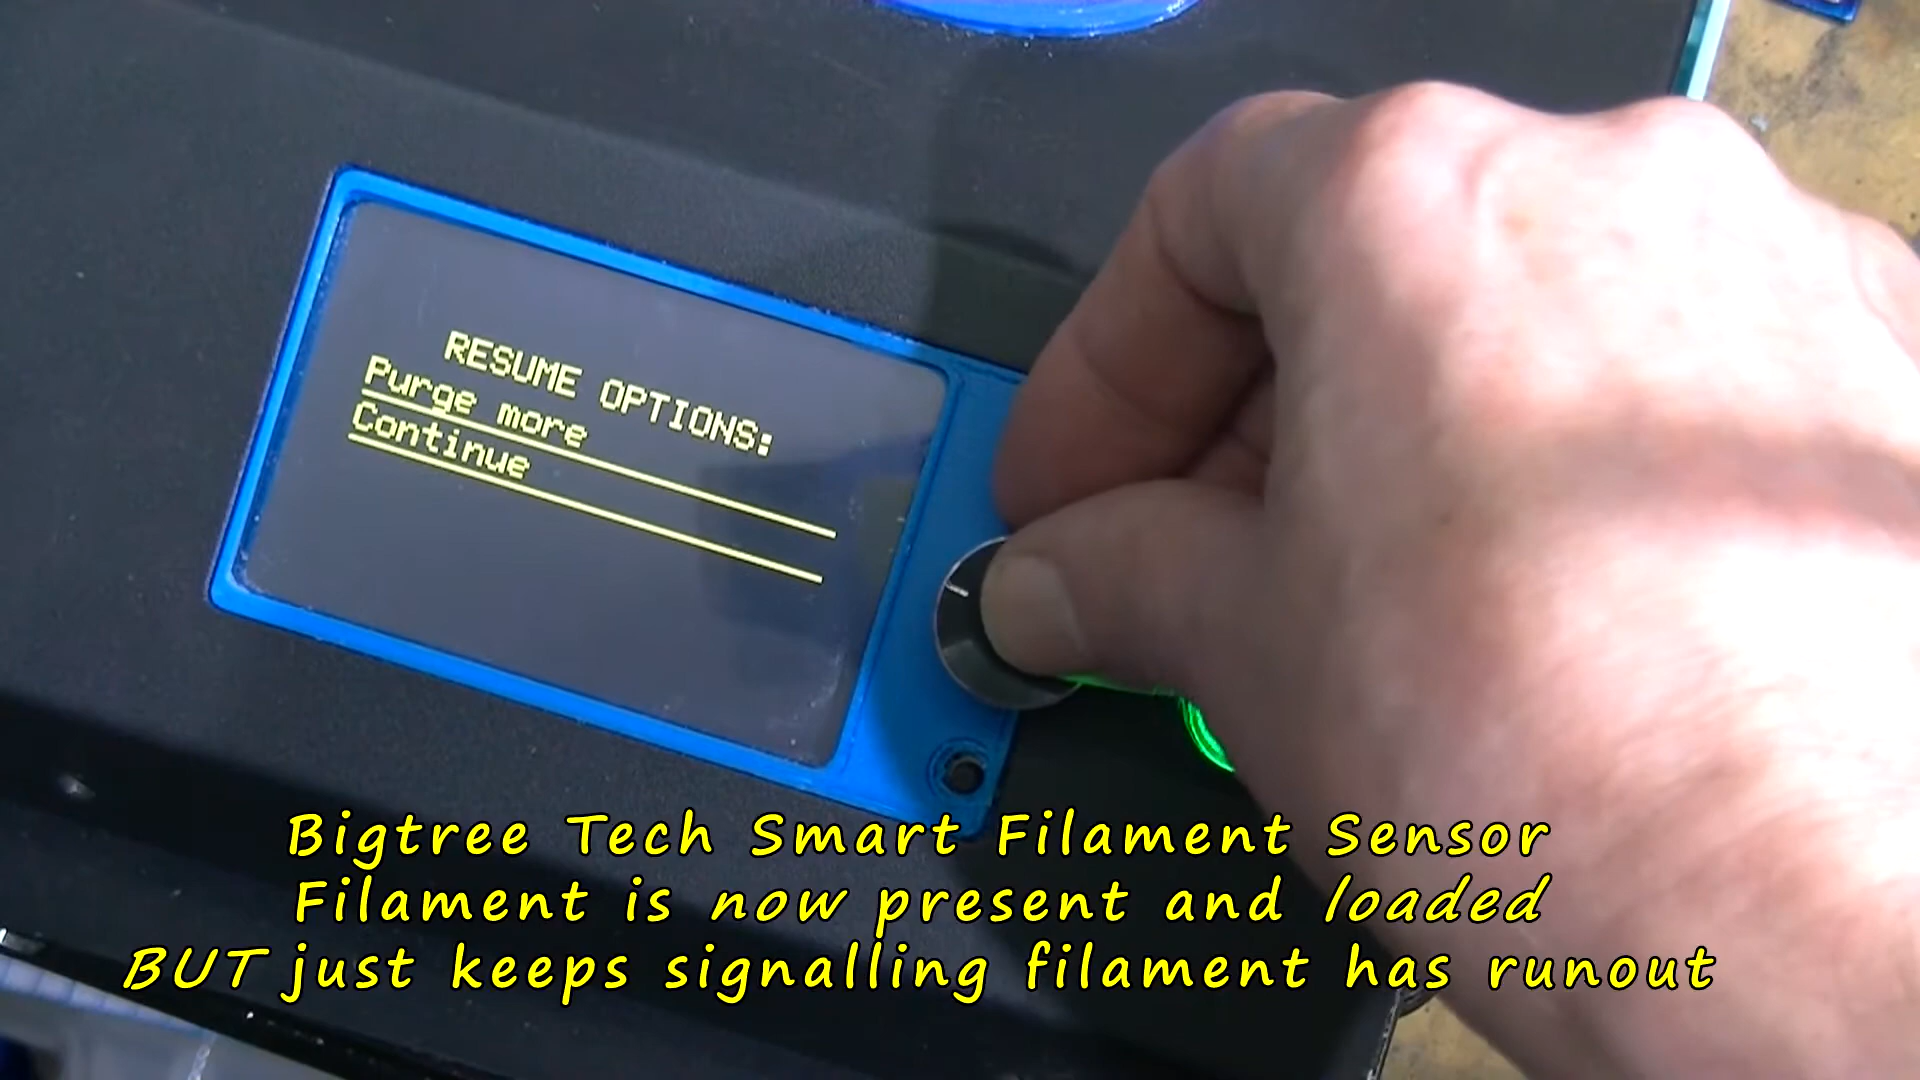 RESUME OPTIONS:
Purge more
Continue
Bigtree Tech Smart Filament Sensor
Filament is now present and loaded
BUT just keeps signalling filament has runout